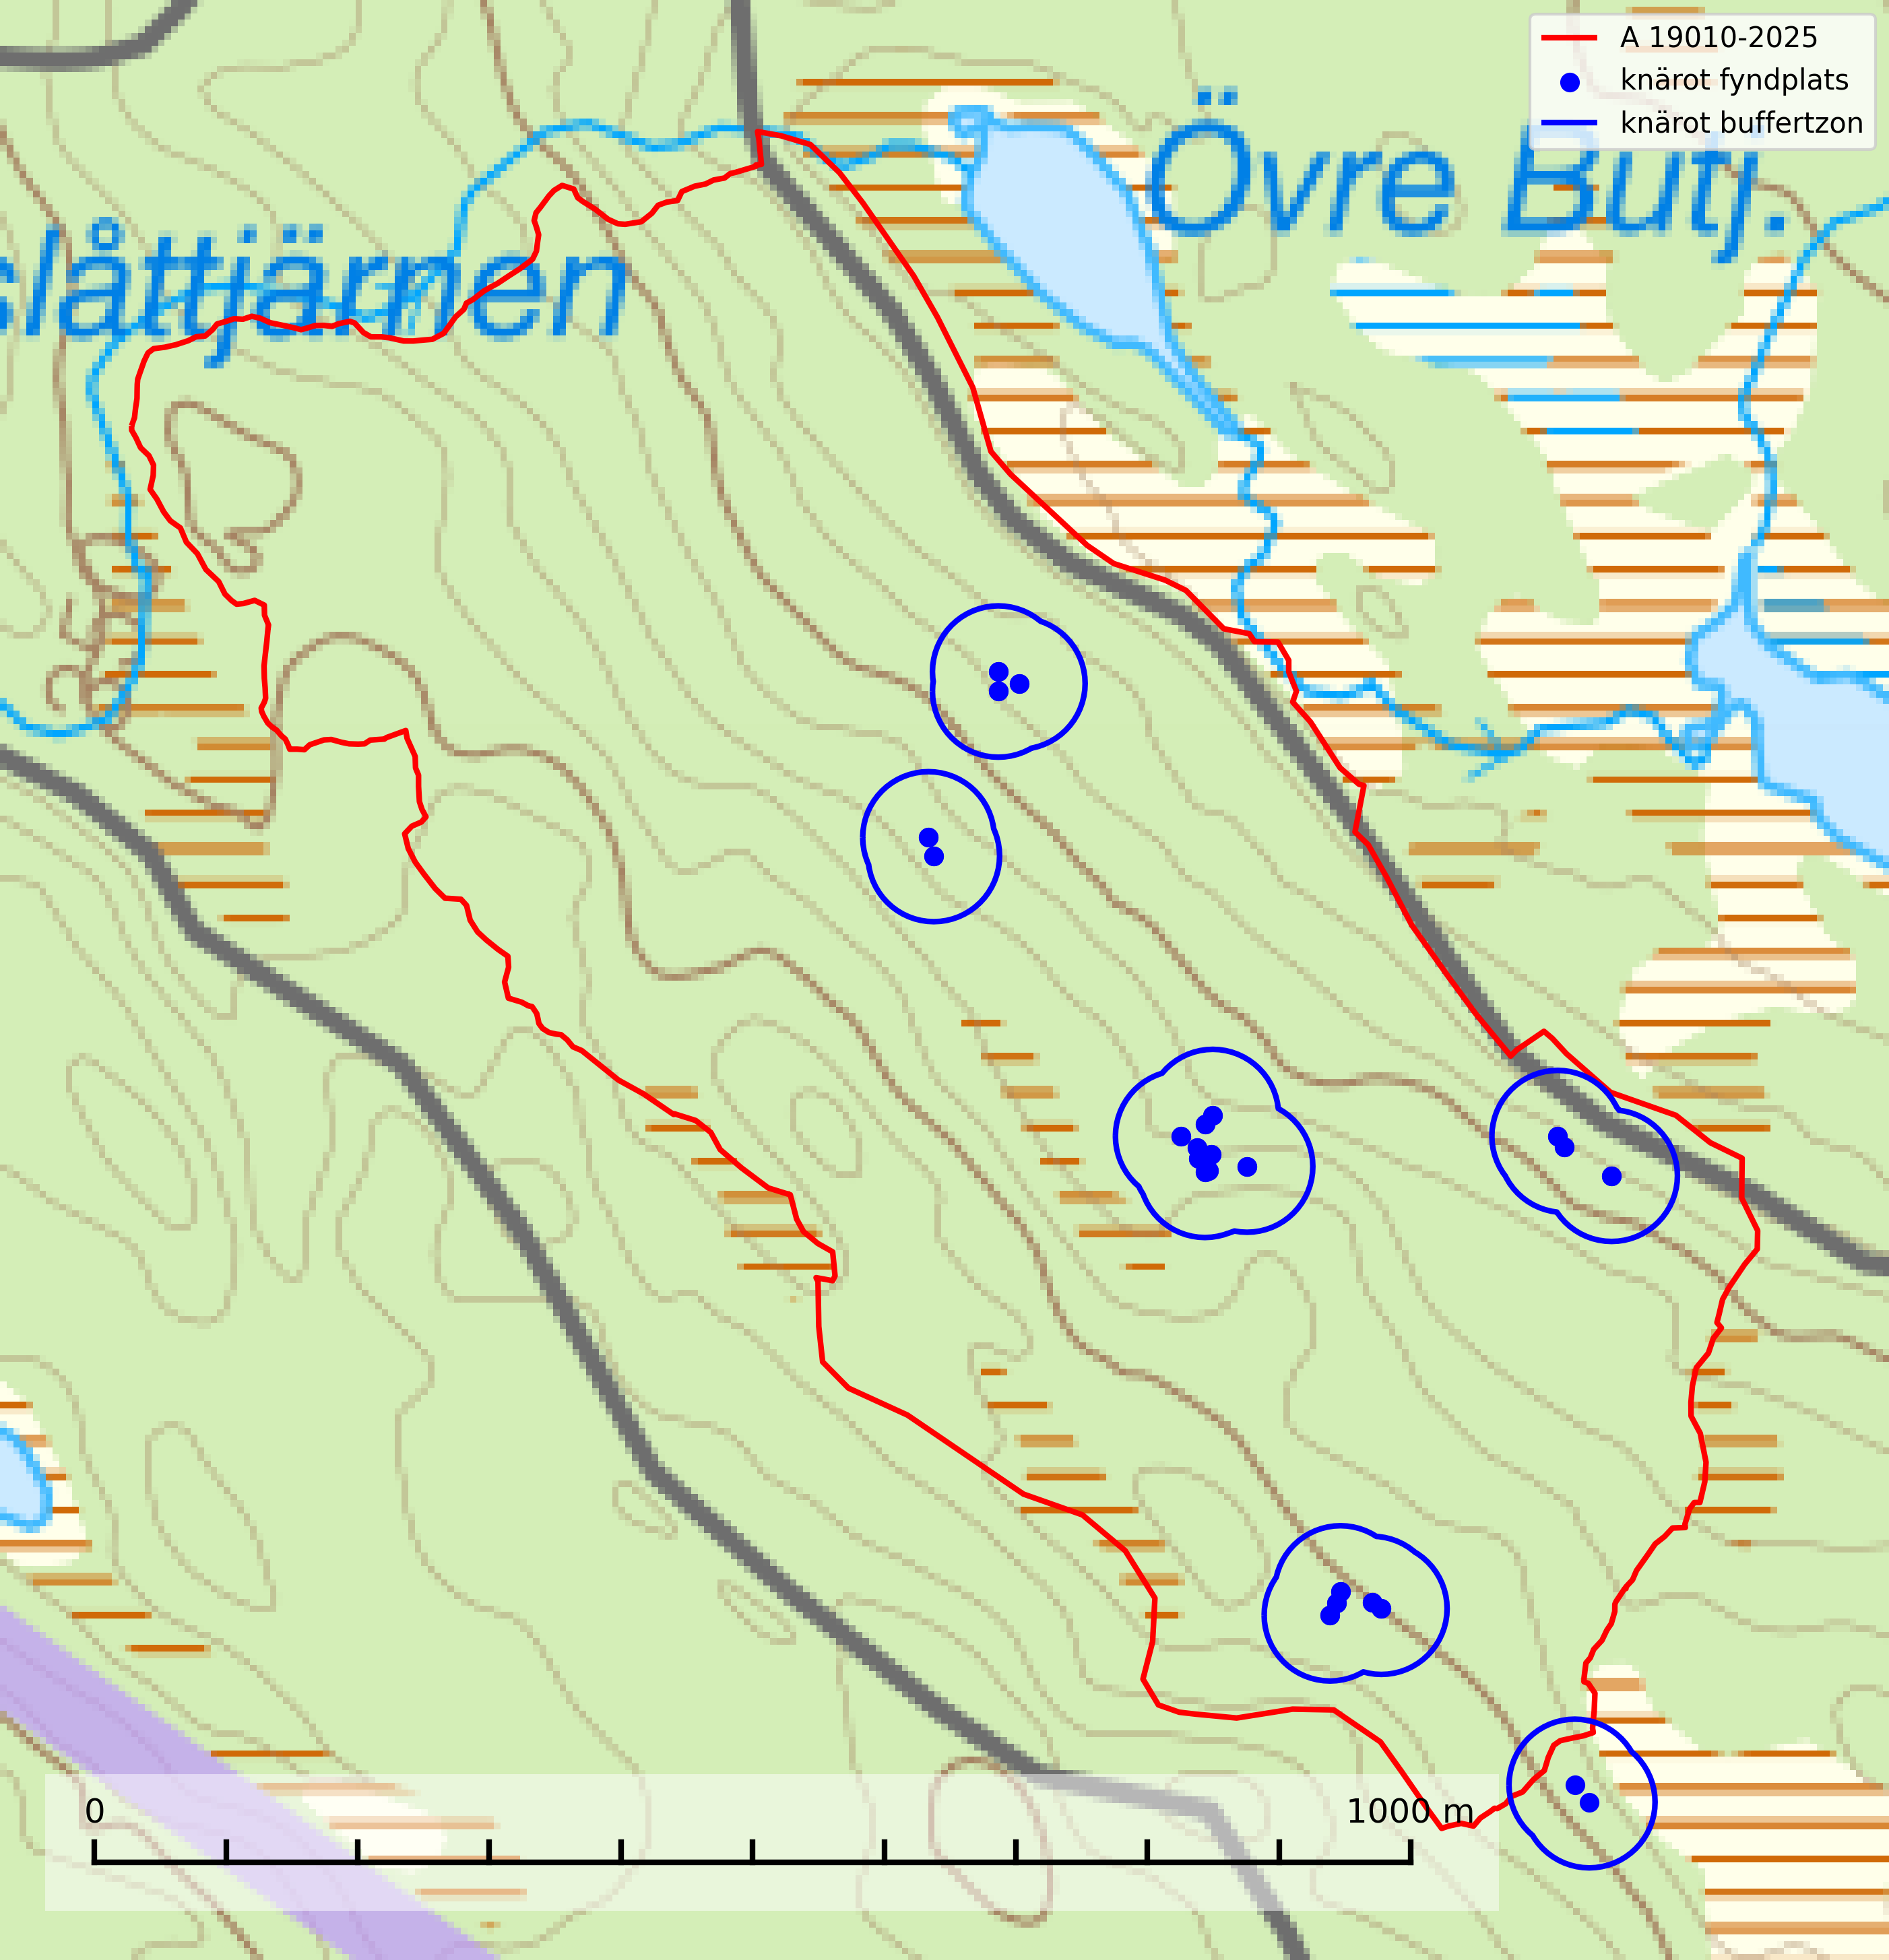 A 19010-2025
knärot fyndplats
knärot buffertzon
Övre Butj.
slåttjärnen
0
1000 m